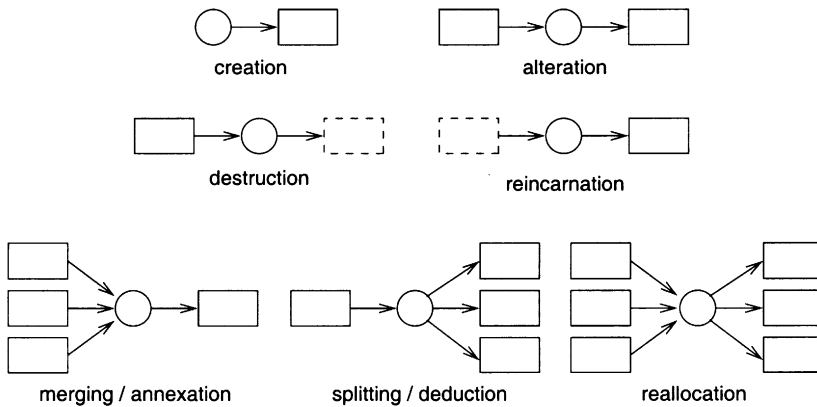 creation
alteration
destruction
reincarnation
merging / annexation
splitting / deduction
reallocation